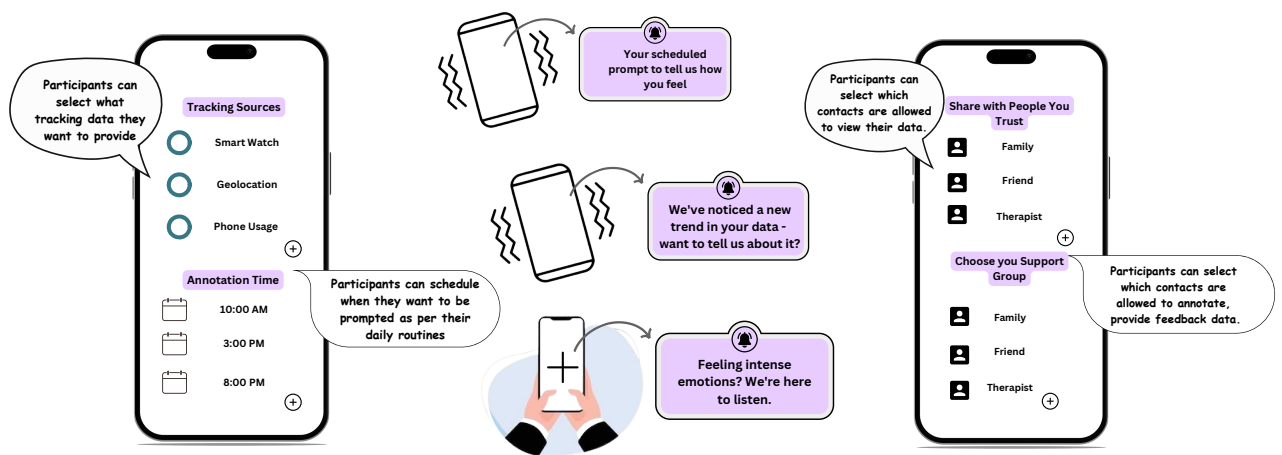 Participants can
select what
tracking data they
want to provide
Tracking Sources
Smart Watch
Geolocation
Phone Usage
Annotation Time
10:00 AM
3:00 PM
8:00 PM
Participants can schedule
when they want to be
prompted as per their
daily routines
Your scheduled
prompt to tell us how
you feel
We've noticed a new
trend in your data -
want to tell us about it?
Feeling intense
emotions? We're here
to listen.
Participants can
select which
contacts are allowed
to view their data.
Share with People You
Trust
Family
Friend
Therapist
Choose you Support
Group
Family
Friend
Therapist
Participants can select
which contacts are
allowed to annotate,
provide feedback data.